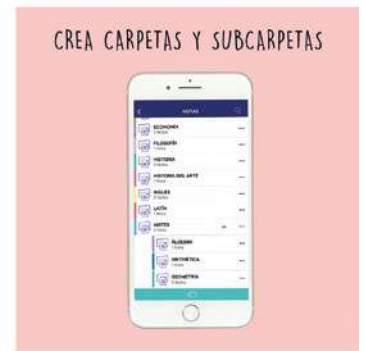 CREA CARPETAS Y SUBCARPETAS
NOTAS
ECONOMÍA
FILOSOFÍA
HISTORIA
HISTORIA DEL ARTE
INGLÉS
LATÍN
MATES
ÁLGEBRA
ARITMÉTICA
GEOMETRÍA